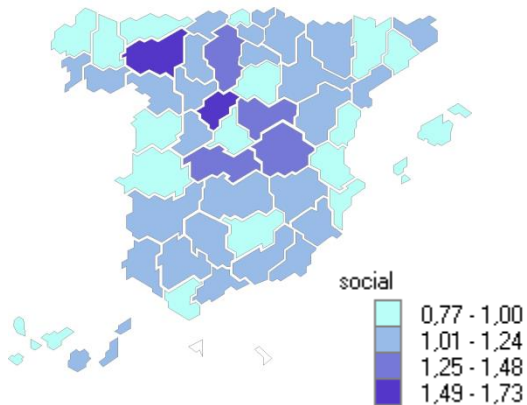 social
0,77 - 1,00
1,01 - 1,24
1,25 - 1,48
1,49 - 1,73